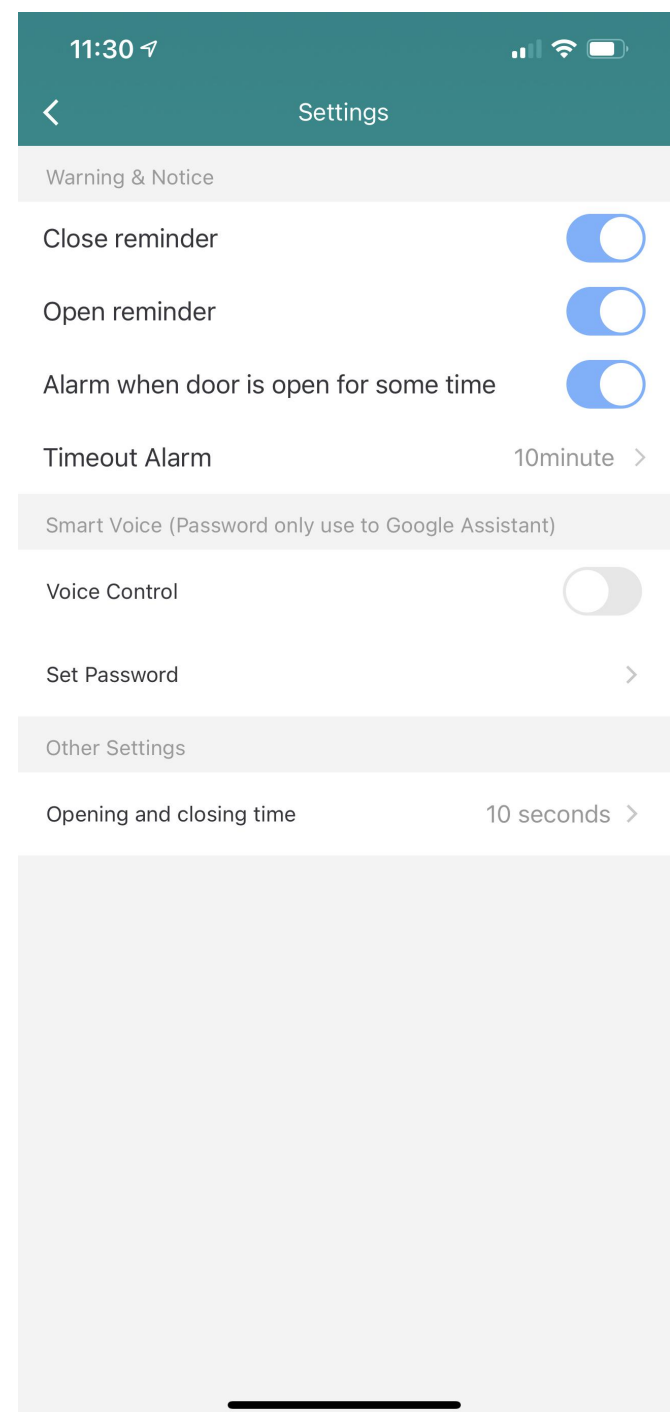 11:30
Settings
Warning & Notice
Close reminder
Open reminder
Alarm when door is open for some time
Timeout Alarm 10minute
Smart Voice (Password only use to Google Assistant)
Voice Control
Set Password
Other Settings
Opening and closing time 10 seconds